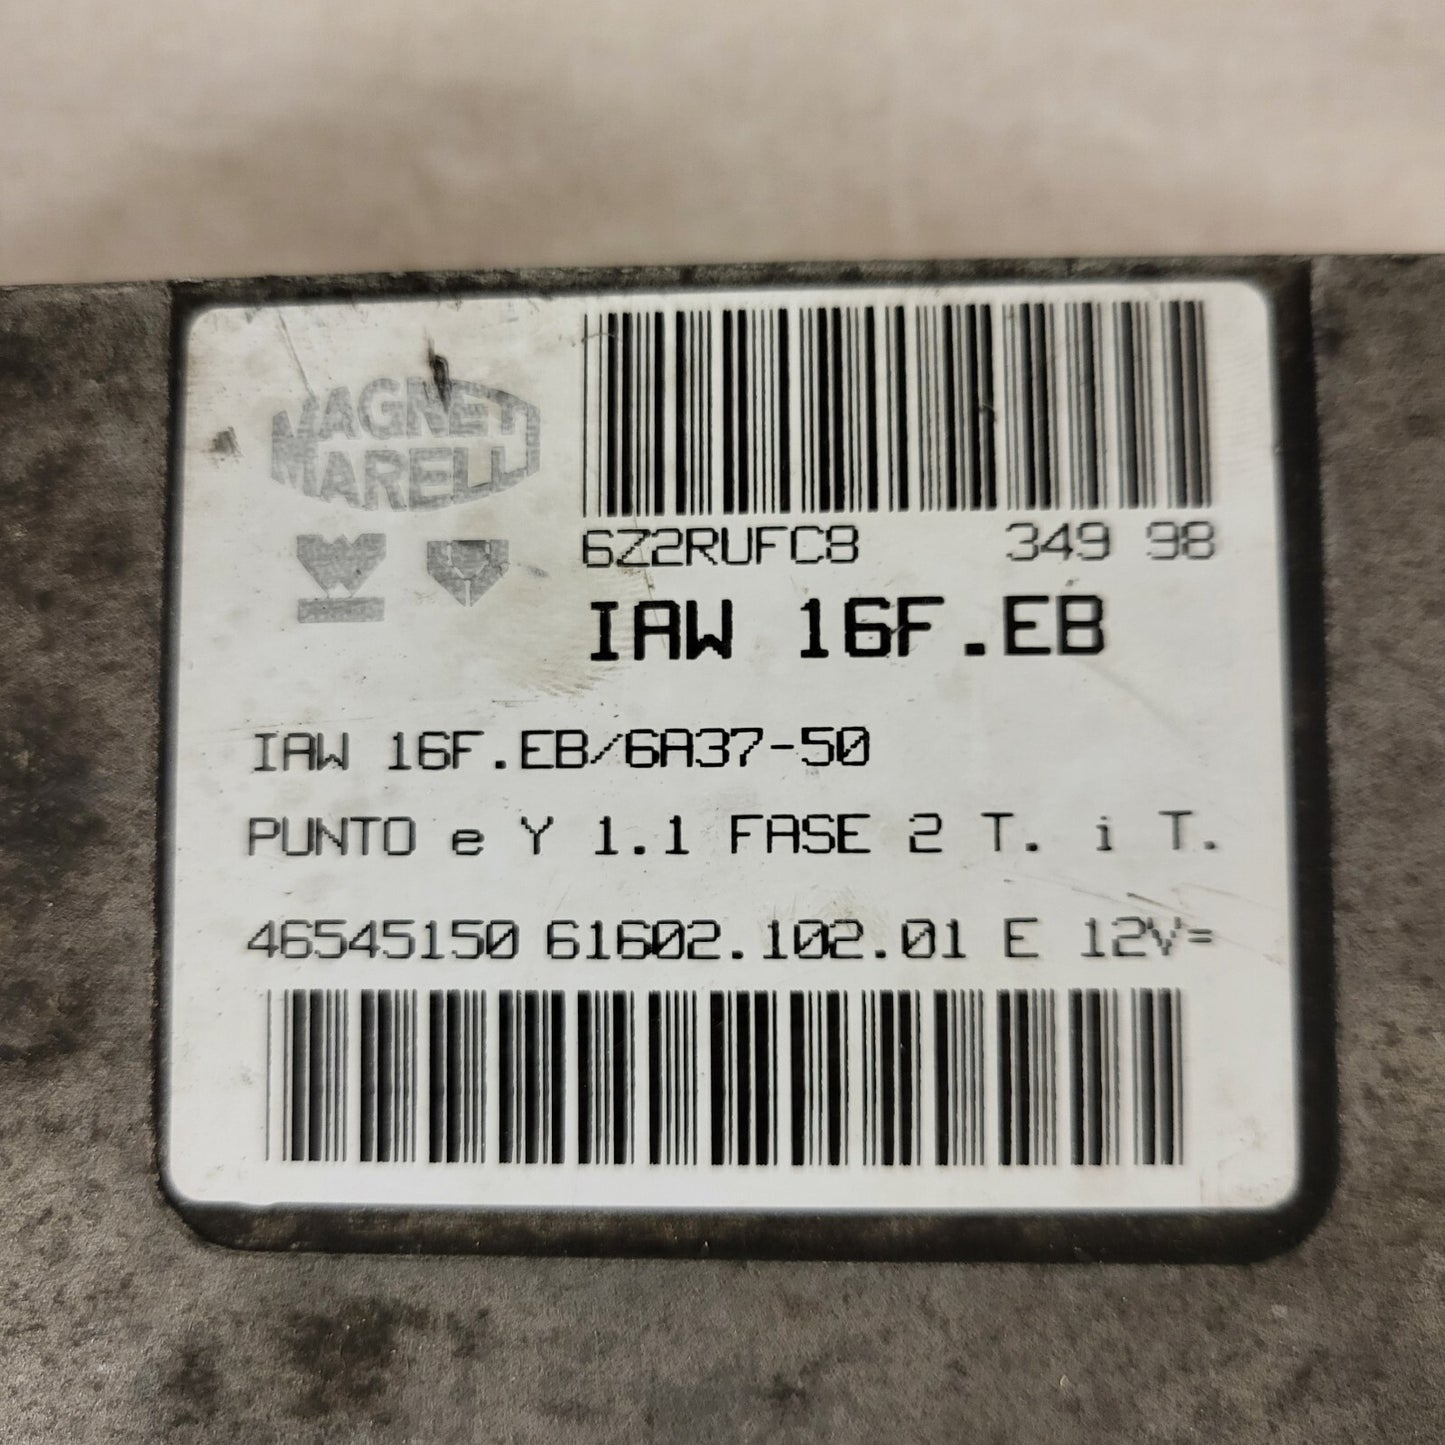 MAGNETI
MARELLI
6Z2RUFC8 349 98
IAW 16F.EB
IAW 16F.EB/6A37-50
PUNTO e Y 1.1 FASE 2 T. i T.
46545150 61602.102.01 E 12V=